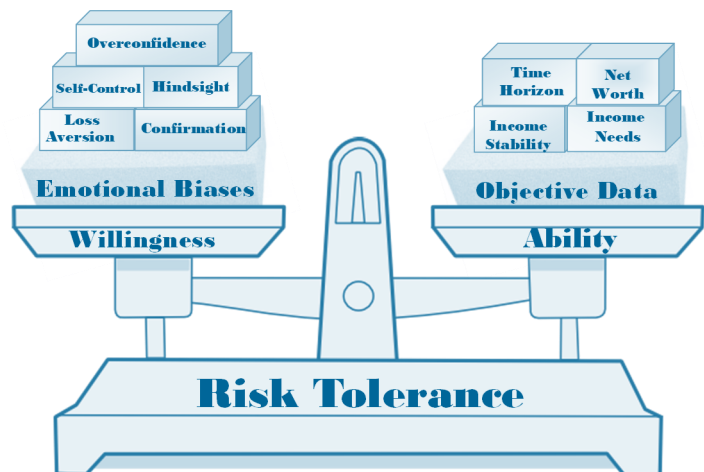 Overconfidence
Self-Control
Hindsight
Loss
Aversion
Confirmation
Emotional Biases
Willingness
Time
Horizon
Net
Worth
Income
Stability
Income
Needs
Objective Data
Ability
Risk Tolerance